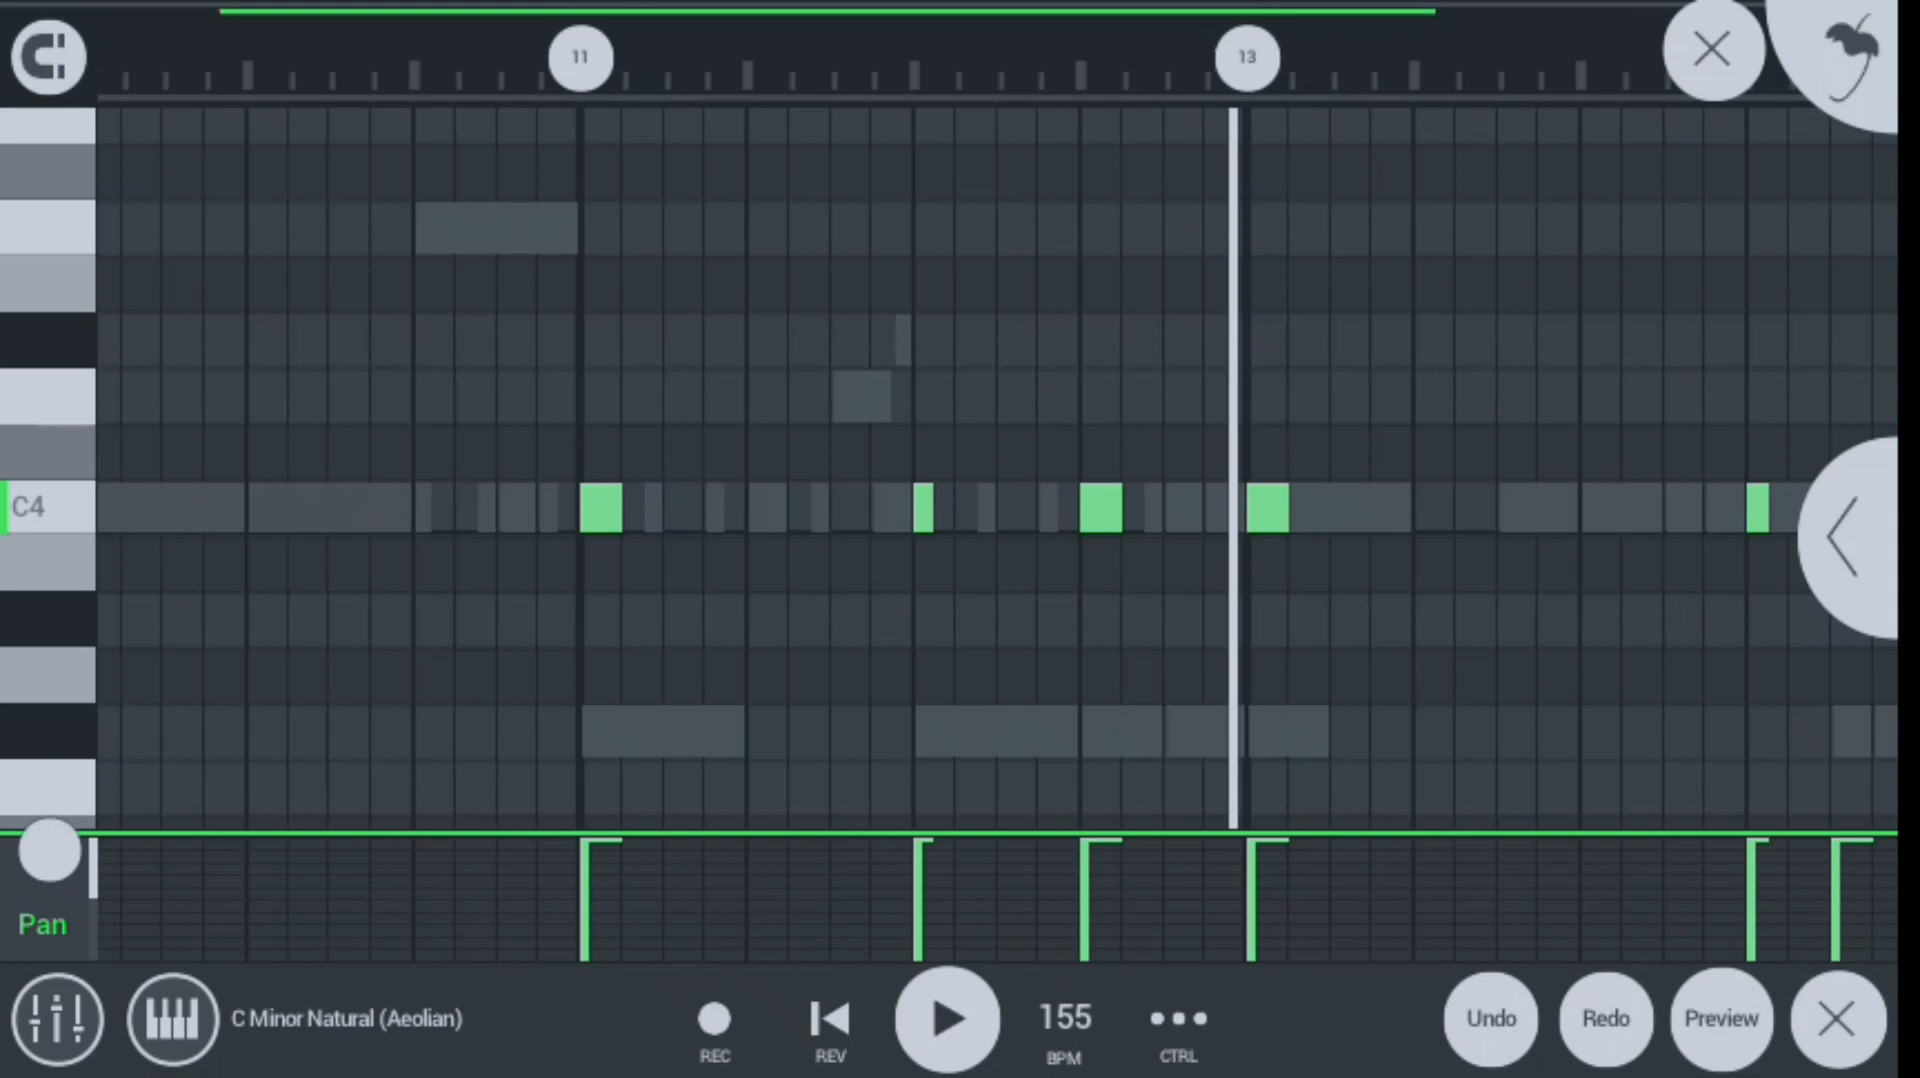 11
13
C4
Pan
C Minor Natural (Aeolian)
REC
REV
155
BPM
CTRL
Undo
Redo
Preview